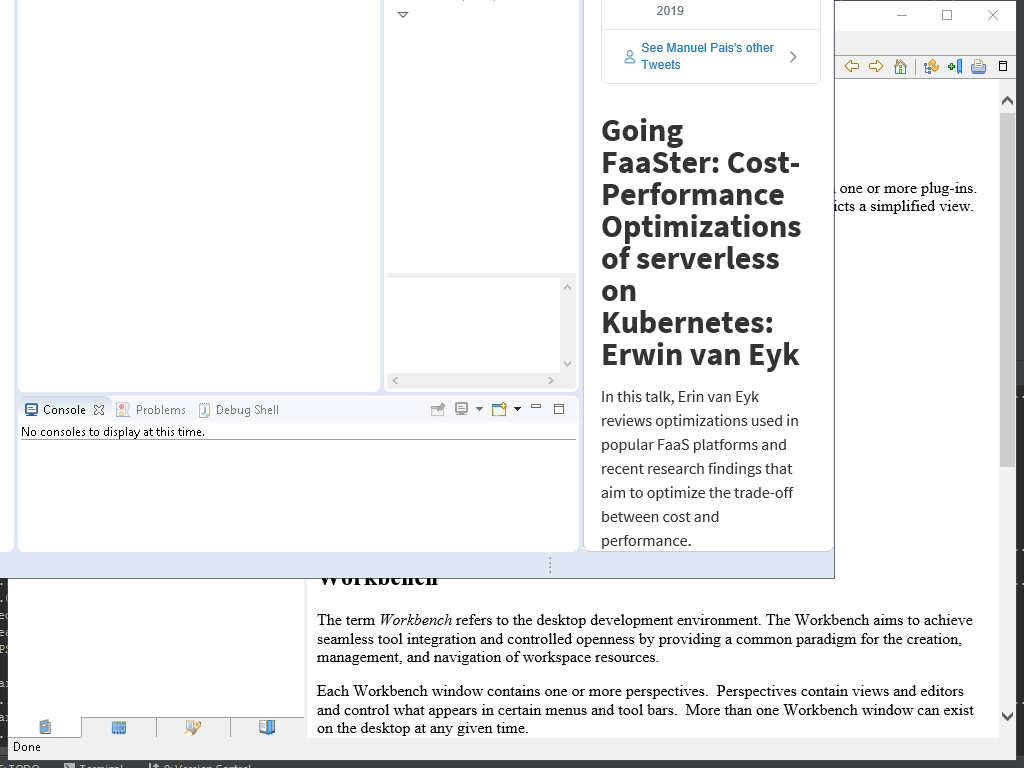 2019
See Manuel Pais's other
Tweets
Going
FaaSter: Cost-
Performance
Optimizations
of serverless
on
Kubernetes:
Erwin van Eyk
In this talk, Erin van Eyk
reviews optimizations used in
popular FaaS platforms and
recent research findings that
aim to optimize the trade-off
between cost and
performance.
one or more plug-ins.
icts a simplified view.
Console
Problems
Debug Shell
No consoles to display at this time.
Workbench
The term Workbench refers to the desktop development environment. The Workbench aims to achieve
seamless tool integration and controlled openness by providing a common paradigm for the creation,
management, and navigation of workspace resources.
Each Workbench window contains one or more perspectives.  Perspectives contain views and editors
and control what appears in certain menus and tool bars.  More than one Workbench window can exist
on the desktop at any given time.
Done
TODO
Terminal
9: Version Control